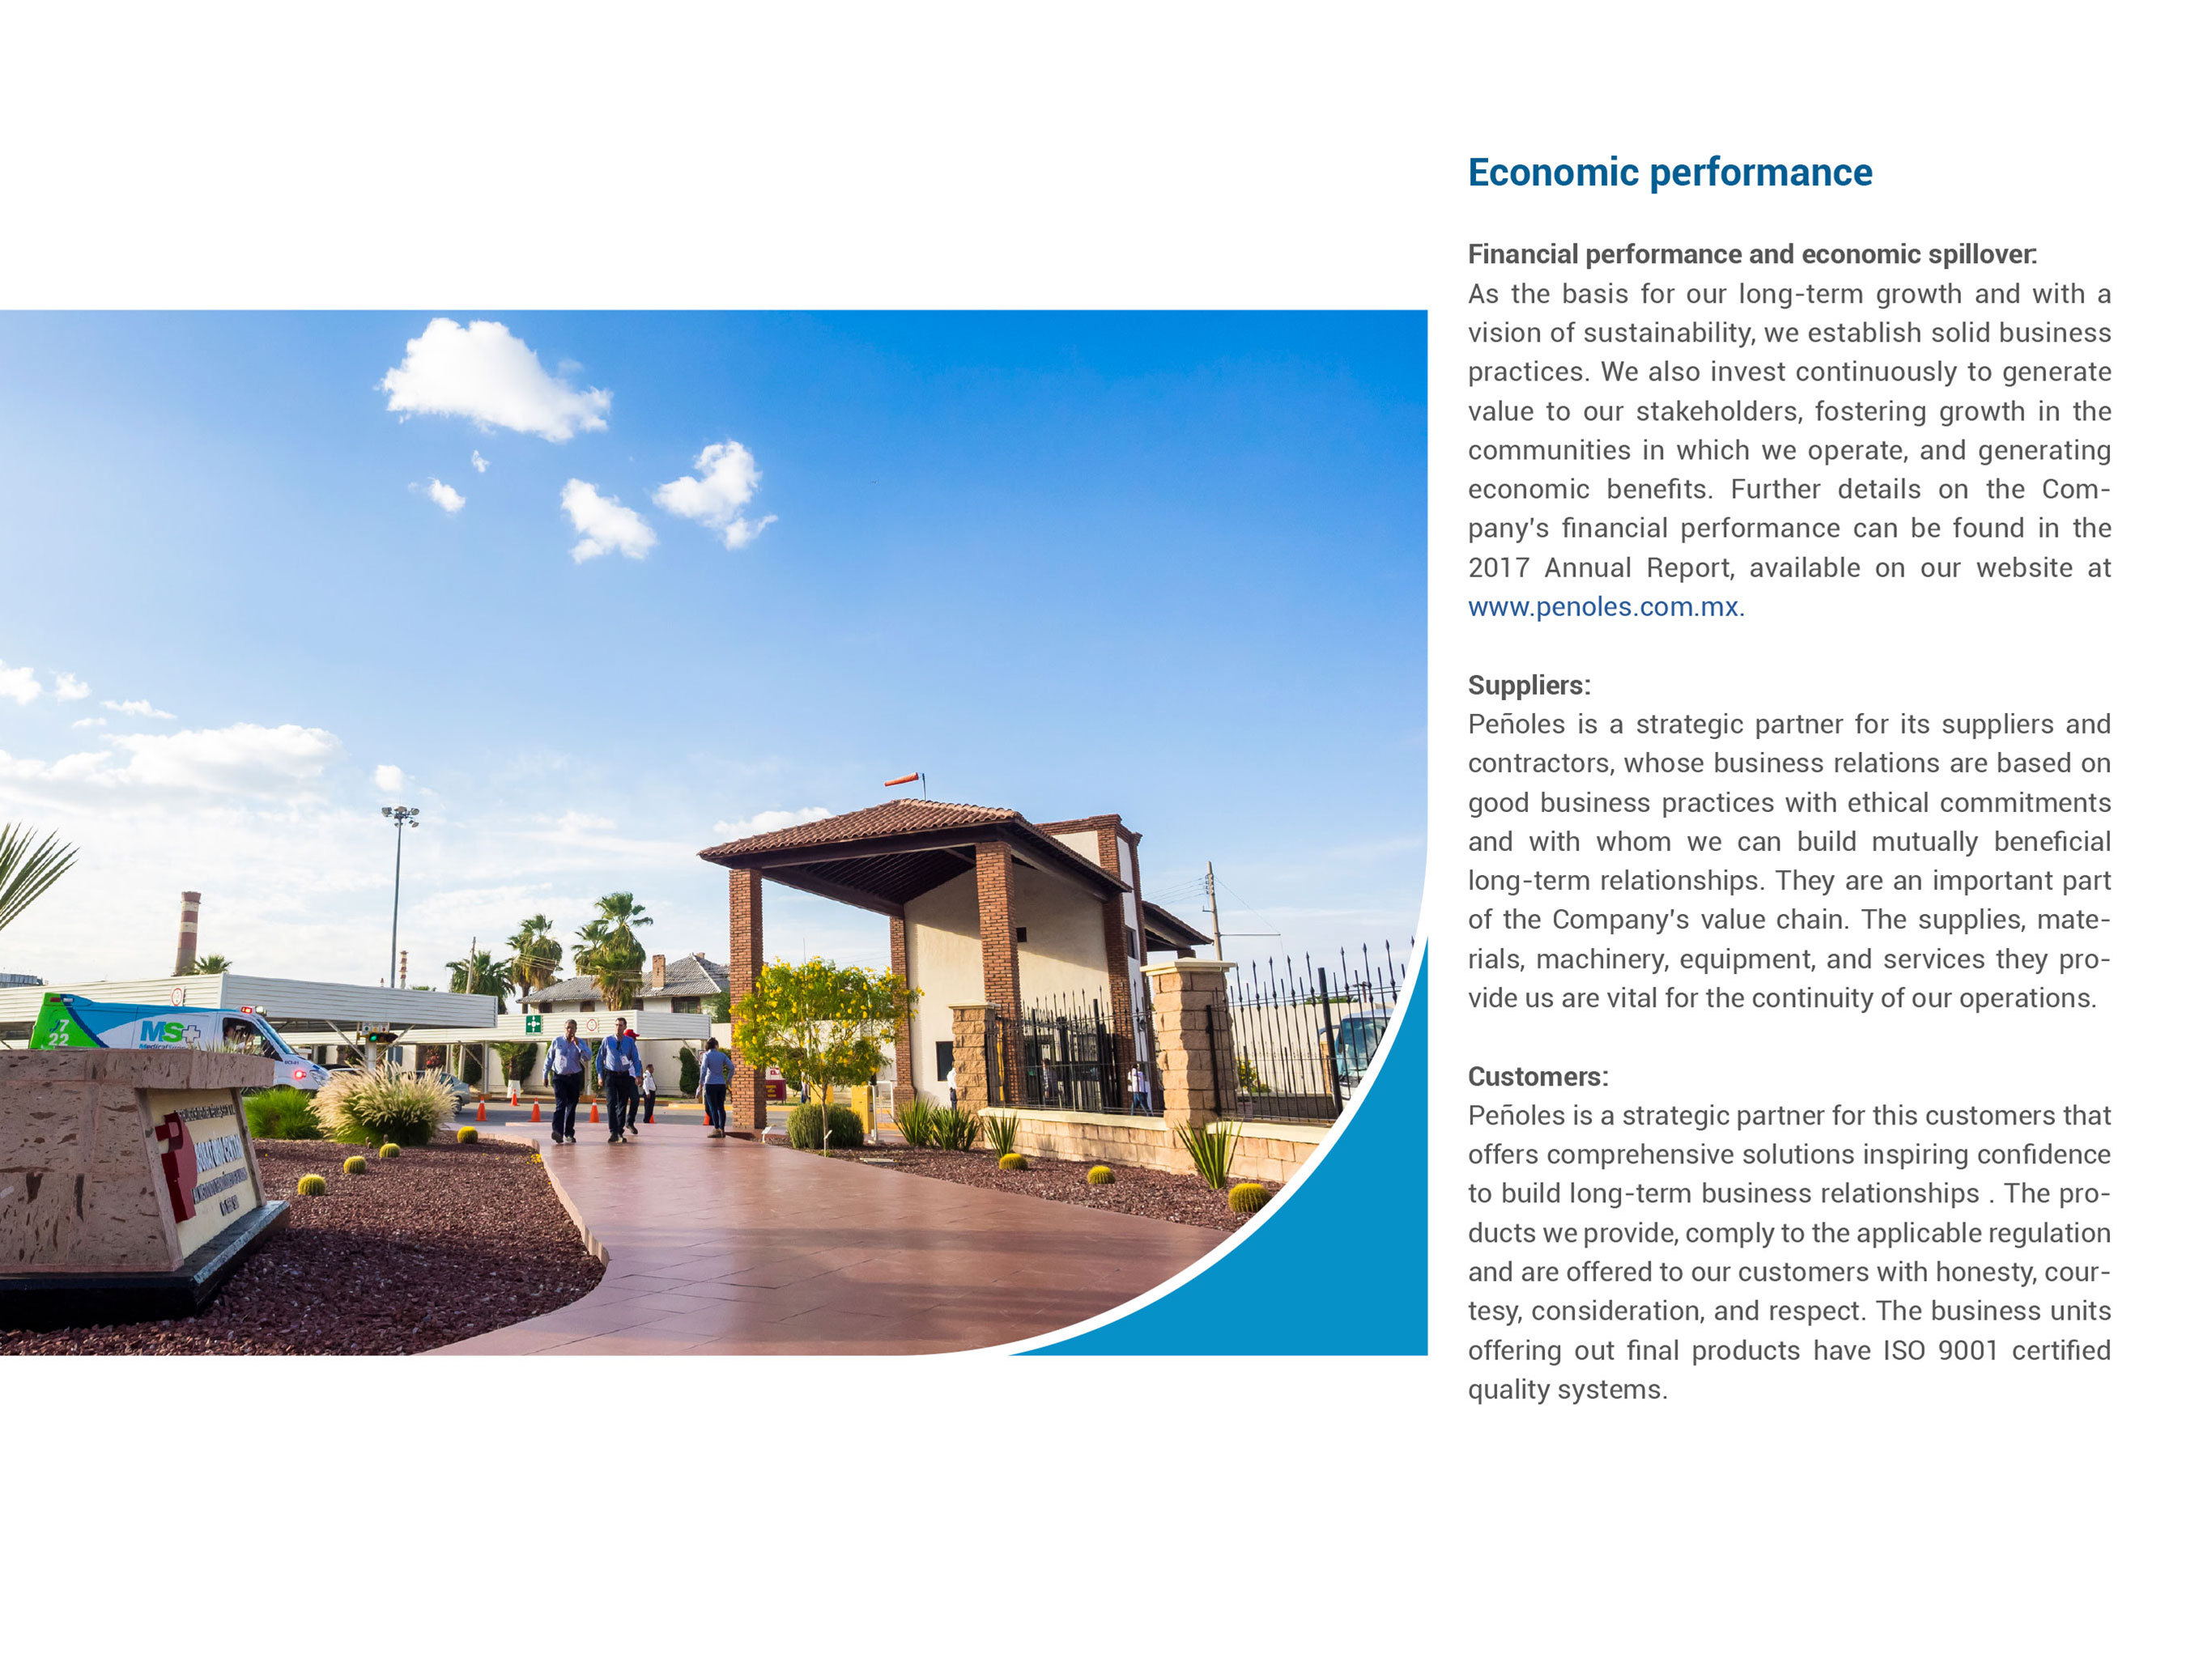 Economic performance
Financial performance and economic spillover:
As the basis for our long-term growth and with a
vision of sustainability, we establish solid business
practices. We also invest continuously to generate
value to our stakeholders, fostering growth in the
communities in which we operate, and generating
economic benefits. Further details on the Com-
pany's financial performance can be found in the
2017 Annual Report, available on our website at
www.penoles.com.mx.
Suppliers:
Peñoles is a strategic partner for its suppliers and
contractors, whose business relations are based on
good business practices with ethical commitments
and with whom we can build mutually beneficial
long-term relationships. They are an important part
of the Company's value chain. The supplies, mate-
rials, machinery, equipment, and services they pro-
vide us are vital for the continuity of our operations.
Customers:
Peñoles is a strategic partner for this customers that
offers comprehensive solutions inspiring confidence
to build long-term business relationships . The pro-
ducts we provide, comply to the applicable regulation
and are offered to our customers with honesty, cour-
tesy, consideration, and respect. The business units
offering out final products have ISO 9001 certified
quality systems.
22
MS+